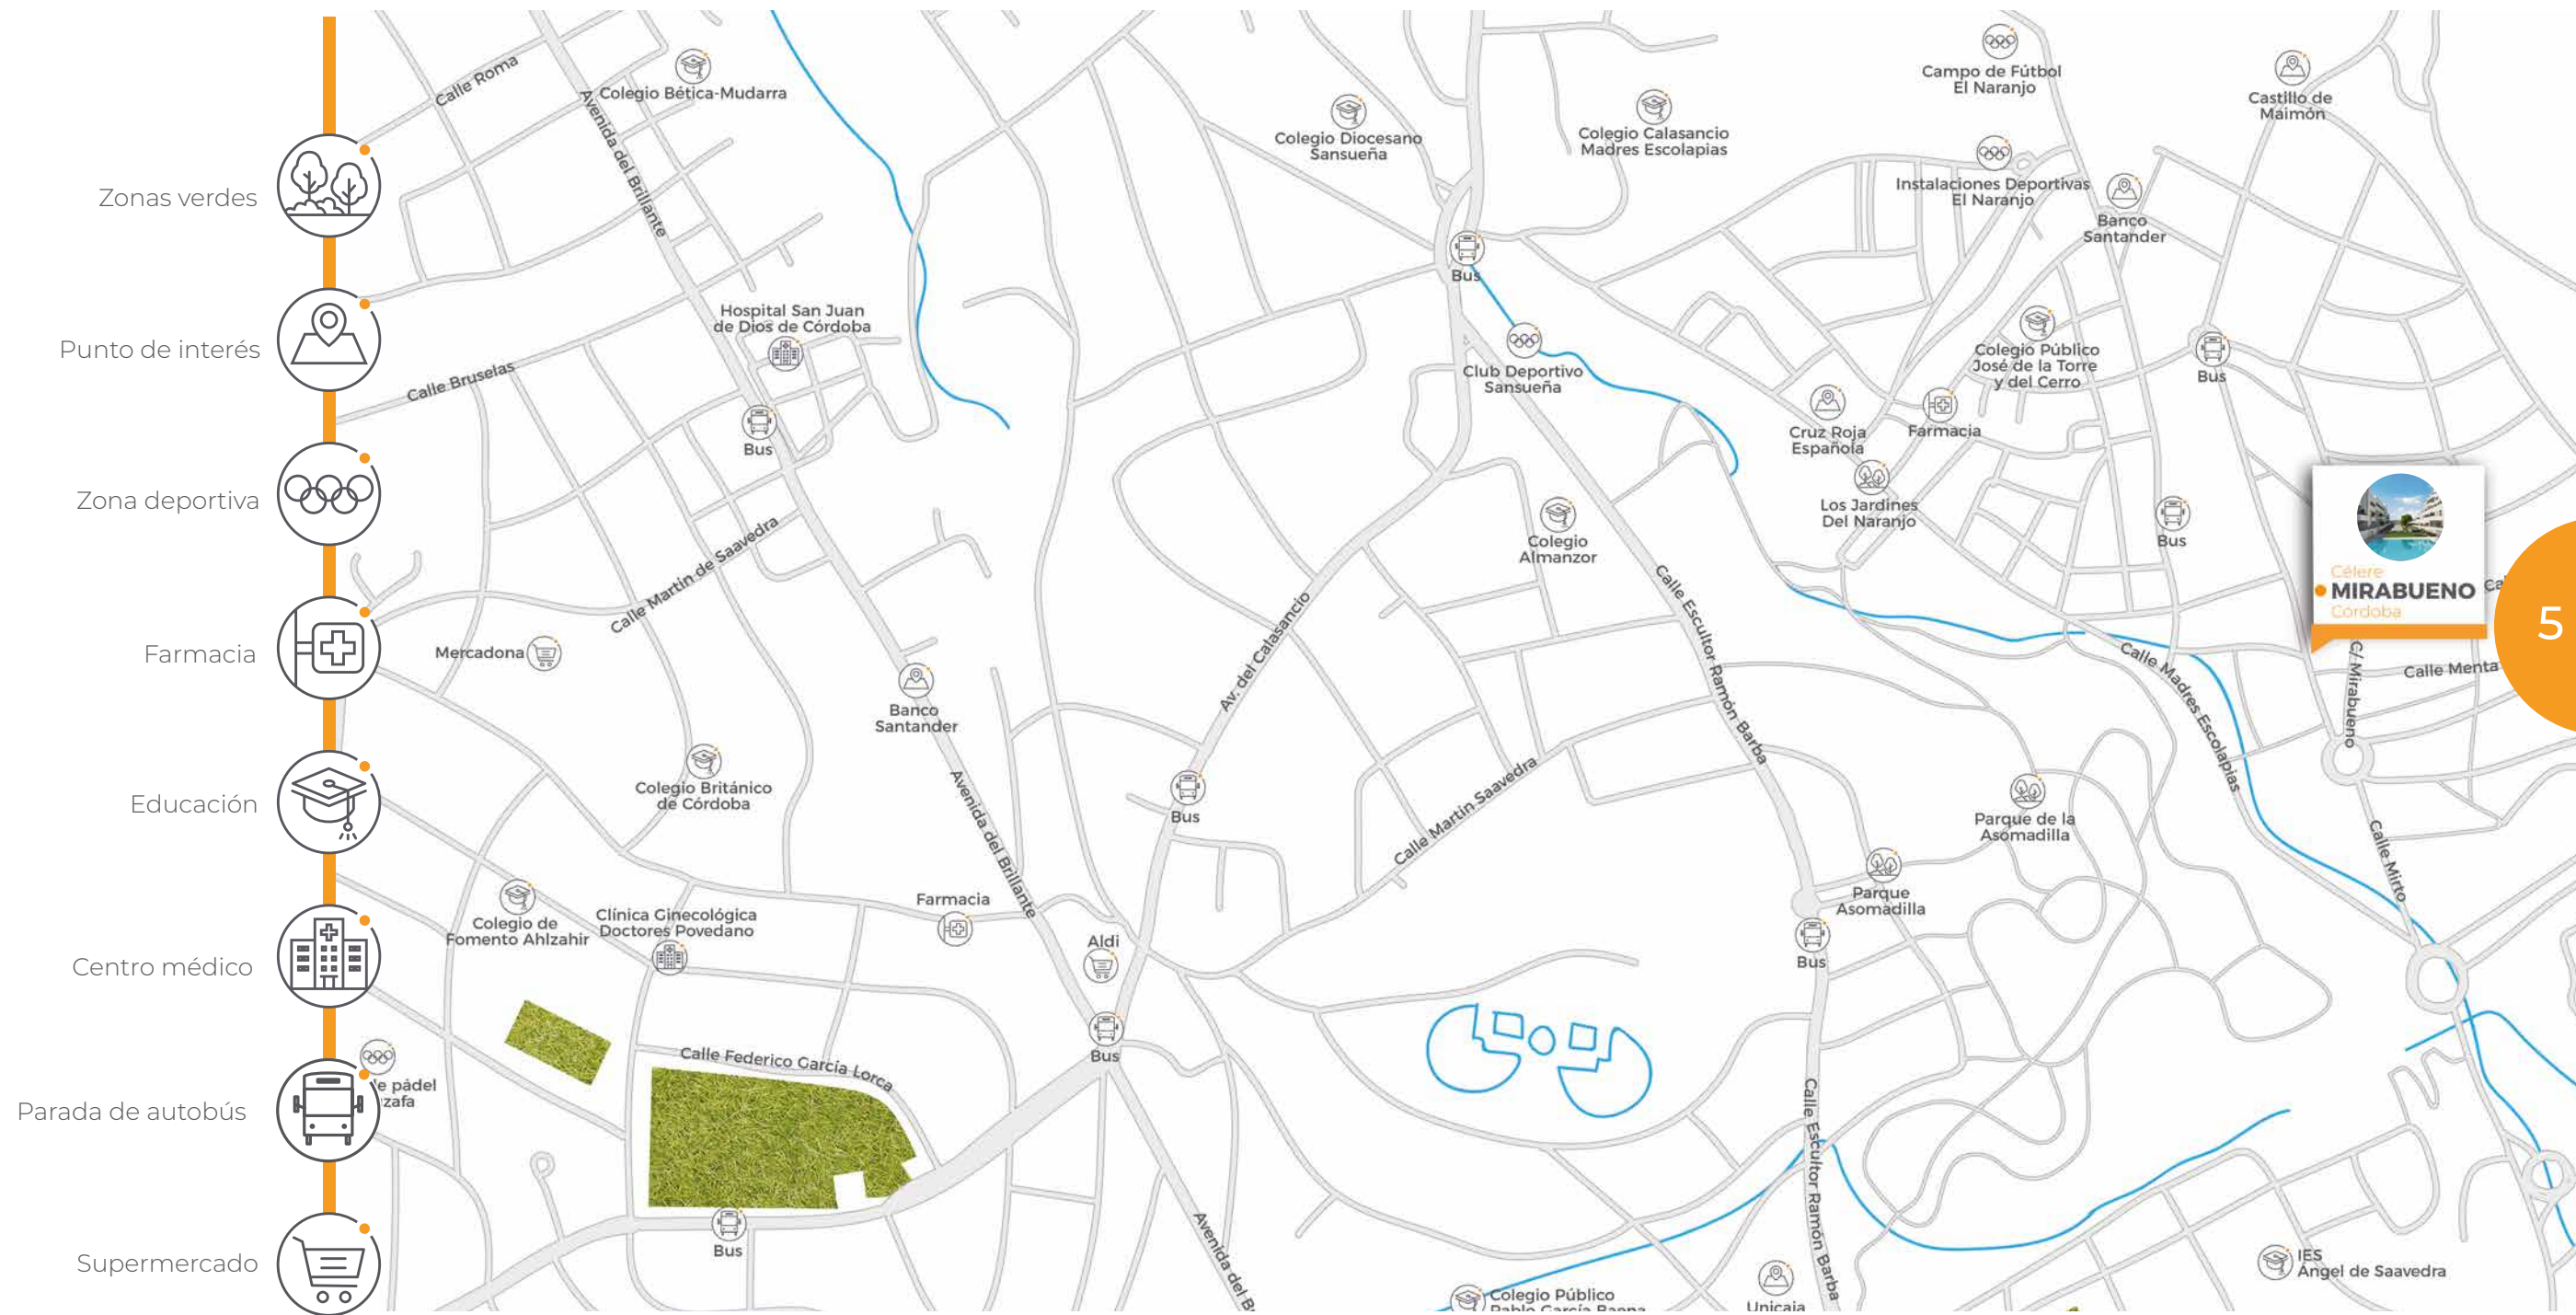 Zonas verdes
Punto de interés
Zona deportiva
Farmacia
Educación
Centro médico
Parada de autobús
Supermercado
Calle Roma
Avenida del Brillante
Colegio Bética-Mudarra
Colegio Diocesano
Sansueña
Colegio Calasancio
Madres Escolapias
Campo de Fútbol
El Naranjo
Castillo de
Maimón
Instalaciones Deportivas
El Naranjo
Banco
Santander
Bus
Hospital San Juan
de Dios de Córdoba
Calle Bruselas
Bus
Club Deportivo
Sansueña
Colegio Público
José de la Torre
y del Cerro
Bus
Cruz Roja
Española
Farmacia
Los Jardines
Del Naranjo
Bus
Colegio
Almanzor
Calle Martin de Saavedra
Mercadona
Banco
Santander
Av. del Calasancio
Calle Escultor Ramón Barba
Célere
MIRABUENO
Córdoba
5
C/ Mirabueno
Calle Menta
Calle Madres Escolapias
Colegio Británico
de Córdoba
Avenida del Brillante
Bus
Calle Martin Saavedra
Parque de la
Asomadilla
Calle Mirto
Colegio de
Fomento Ahlzahir
Clínica Ginecológica
Doctores Povedano
Farmacia
Aldi
Parque
Asomadilla
Bus
Bus
Calle Federico García Lorca
pádel
zafa
Bus
Avenida del
Calle Escultor Ramón Barba
Colegio Público
Unicaja
IES
Ángel de Saavedra